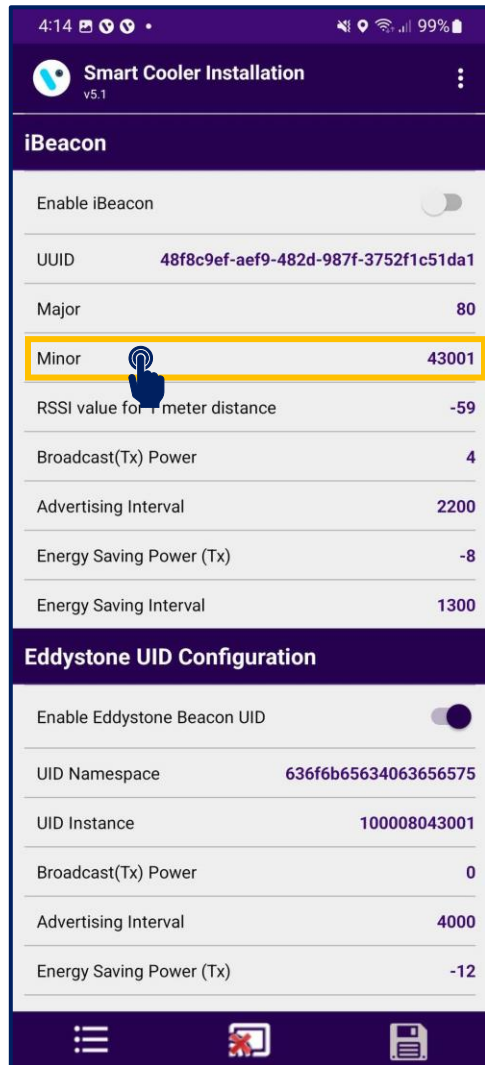 4:14 99%
Smart Cooler Installation
v5.1
iBeacon
Enable iBeacon
UUID 48f8c9ef-aef9-482d-987f-3752f1c51da1
Major 80
Minor 43001
RSSI value for 1 meter distance -59
Broadcast(Tx) Power 4
Advertising Interval 2200
Energy Saving Power (Tx) -8
Energy Saving Interval 1300
Eddystone UID Configuration
Enable Eddystone Beacon UID
UID Namespace 636f6b65634063656575
UID Instance 100008043001
Broadcast(Tx) Power 0
Advertising Interval 4000
Energy Saving Power (Tx) -12